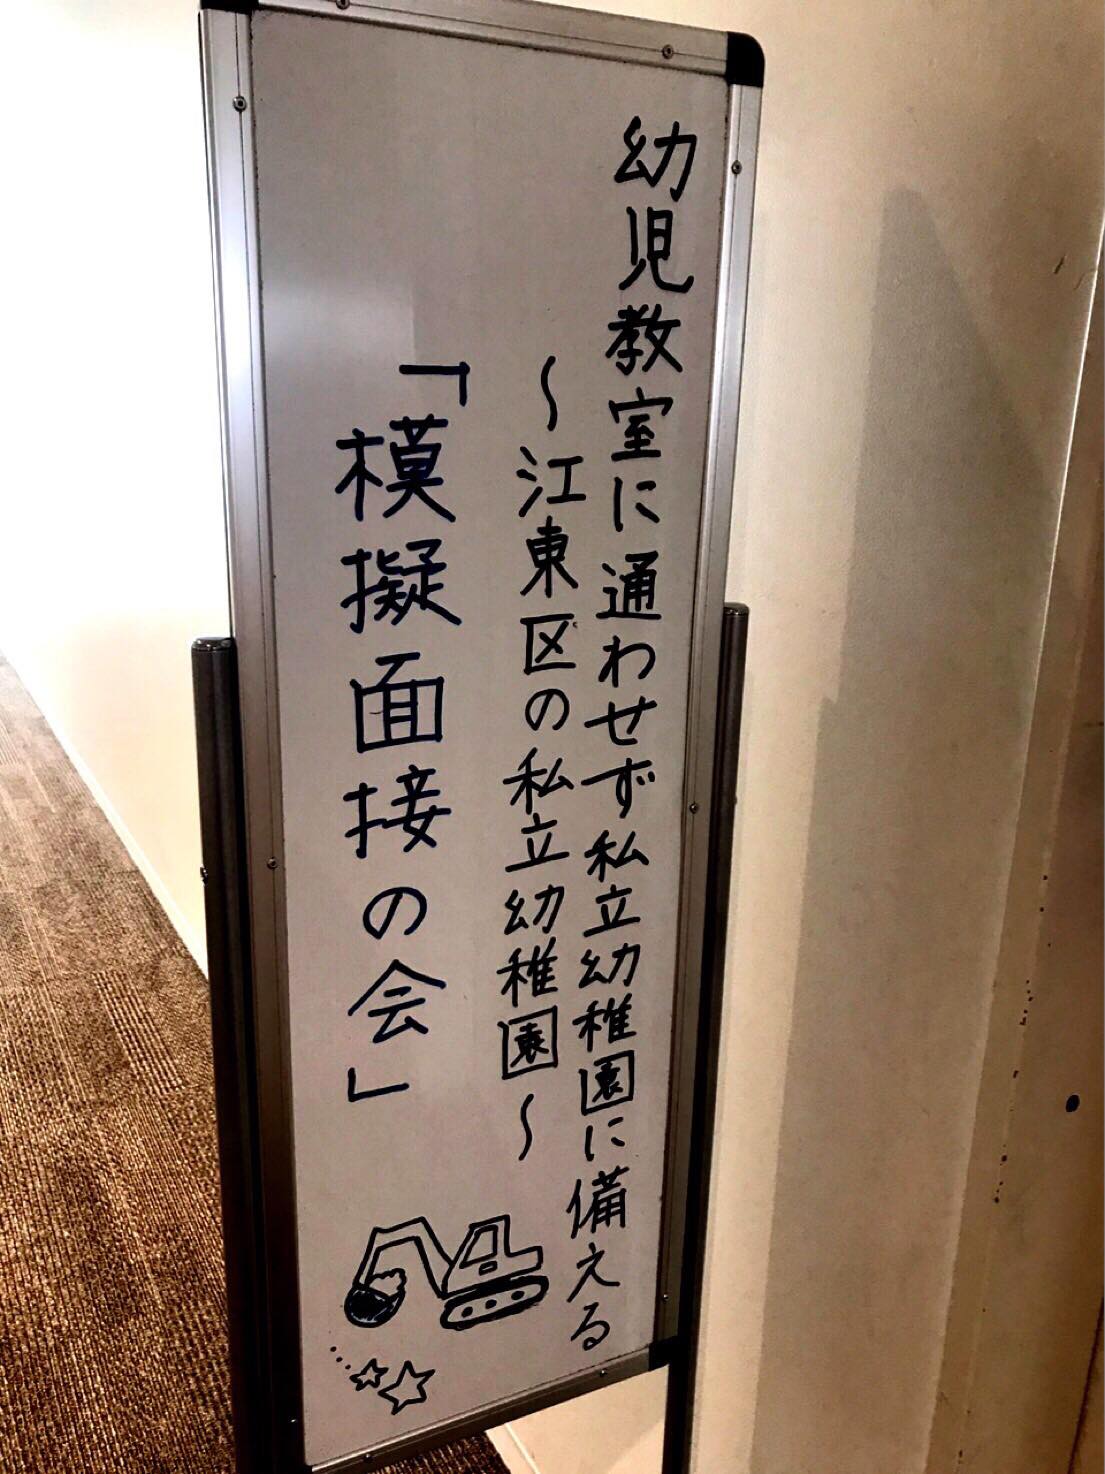 幼児教室に通わせず私立幼稚園に備える
～江東区の私立幼稚園～
「模擬面接の会」